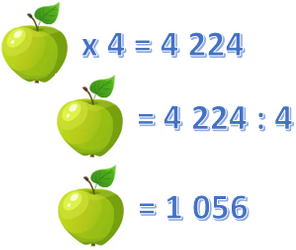 x 4 = 4 224
= 4 224 : 4
= 1 056